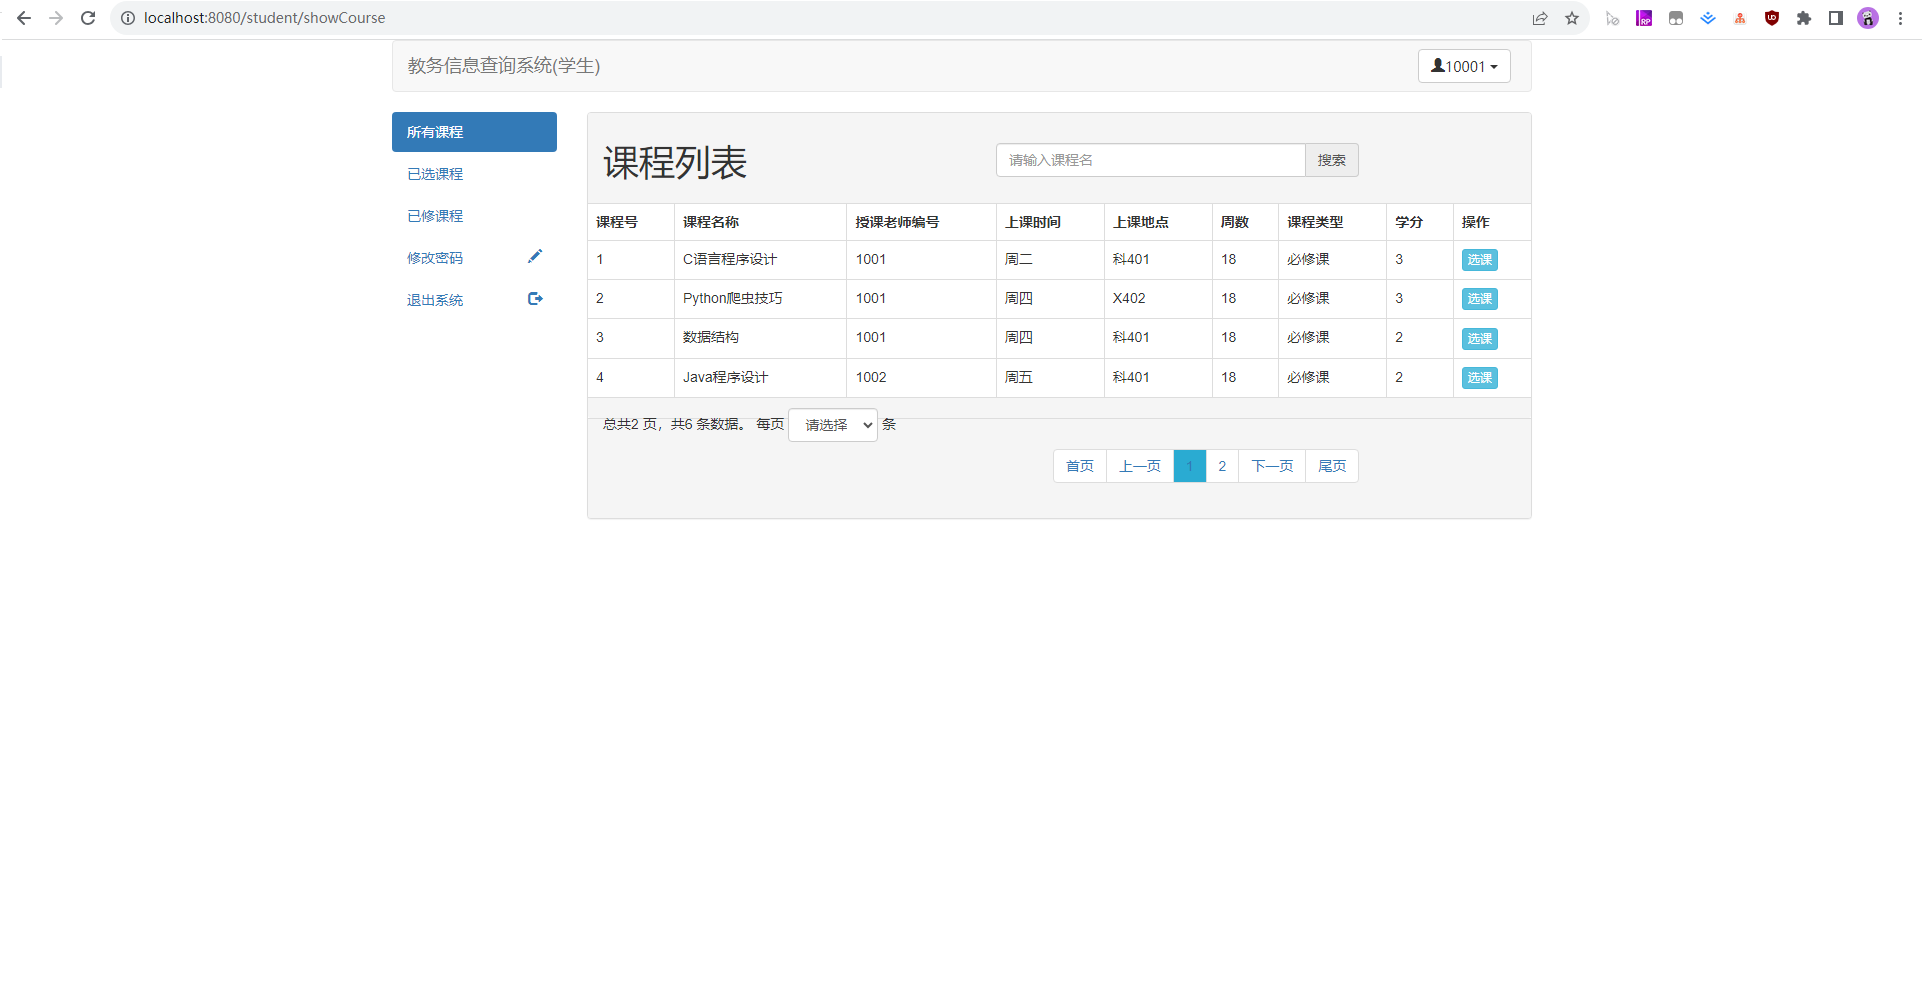 localhost:8080/student/showCourse
教务信息查询系统(学生)
10001
所有课程
已选课程
已修课程
修改密码
退出系统
课程列表
请输入课程名 搜索
课程号 课程名称 授课老师编号 上课时间 上课地点 周数 课程类型 学分 操作
1 C语言程序设计 1001 周二 科401 18 必修课 3 选课
2 Python爬虫技巧 1001 周四 X402 18 必修课 3 选课
3 数据结构 1001 周四 科401 18 必修课 2 选课
4 Java程序设计 1002 周五 科401 18 必修课 2 选课
总共2 页，共6 条数据。 每页 请选择 条
首页 上一页 1 2 下一页 尾页